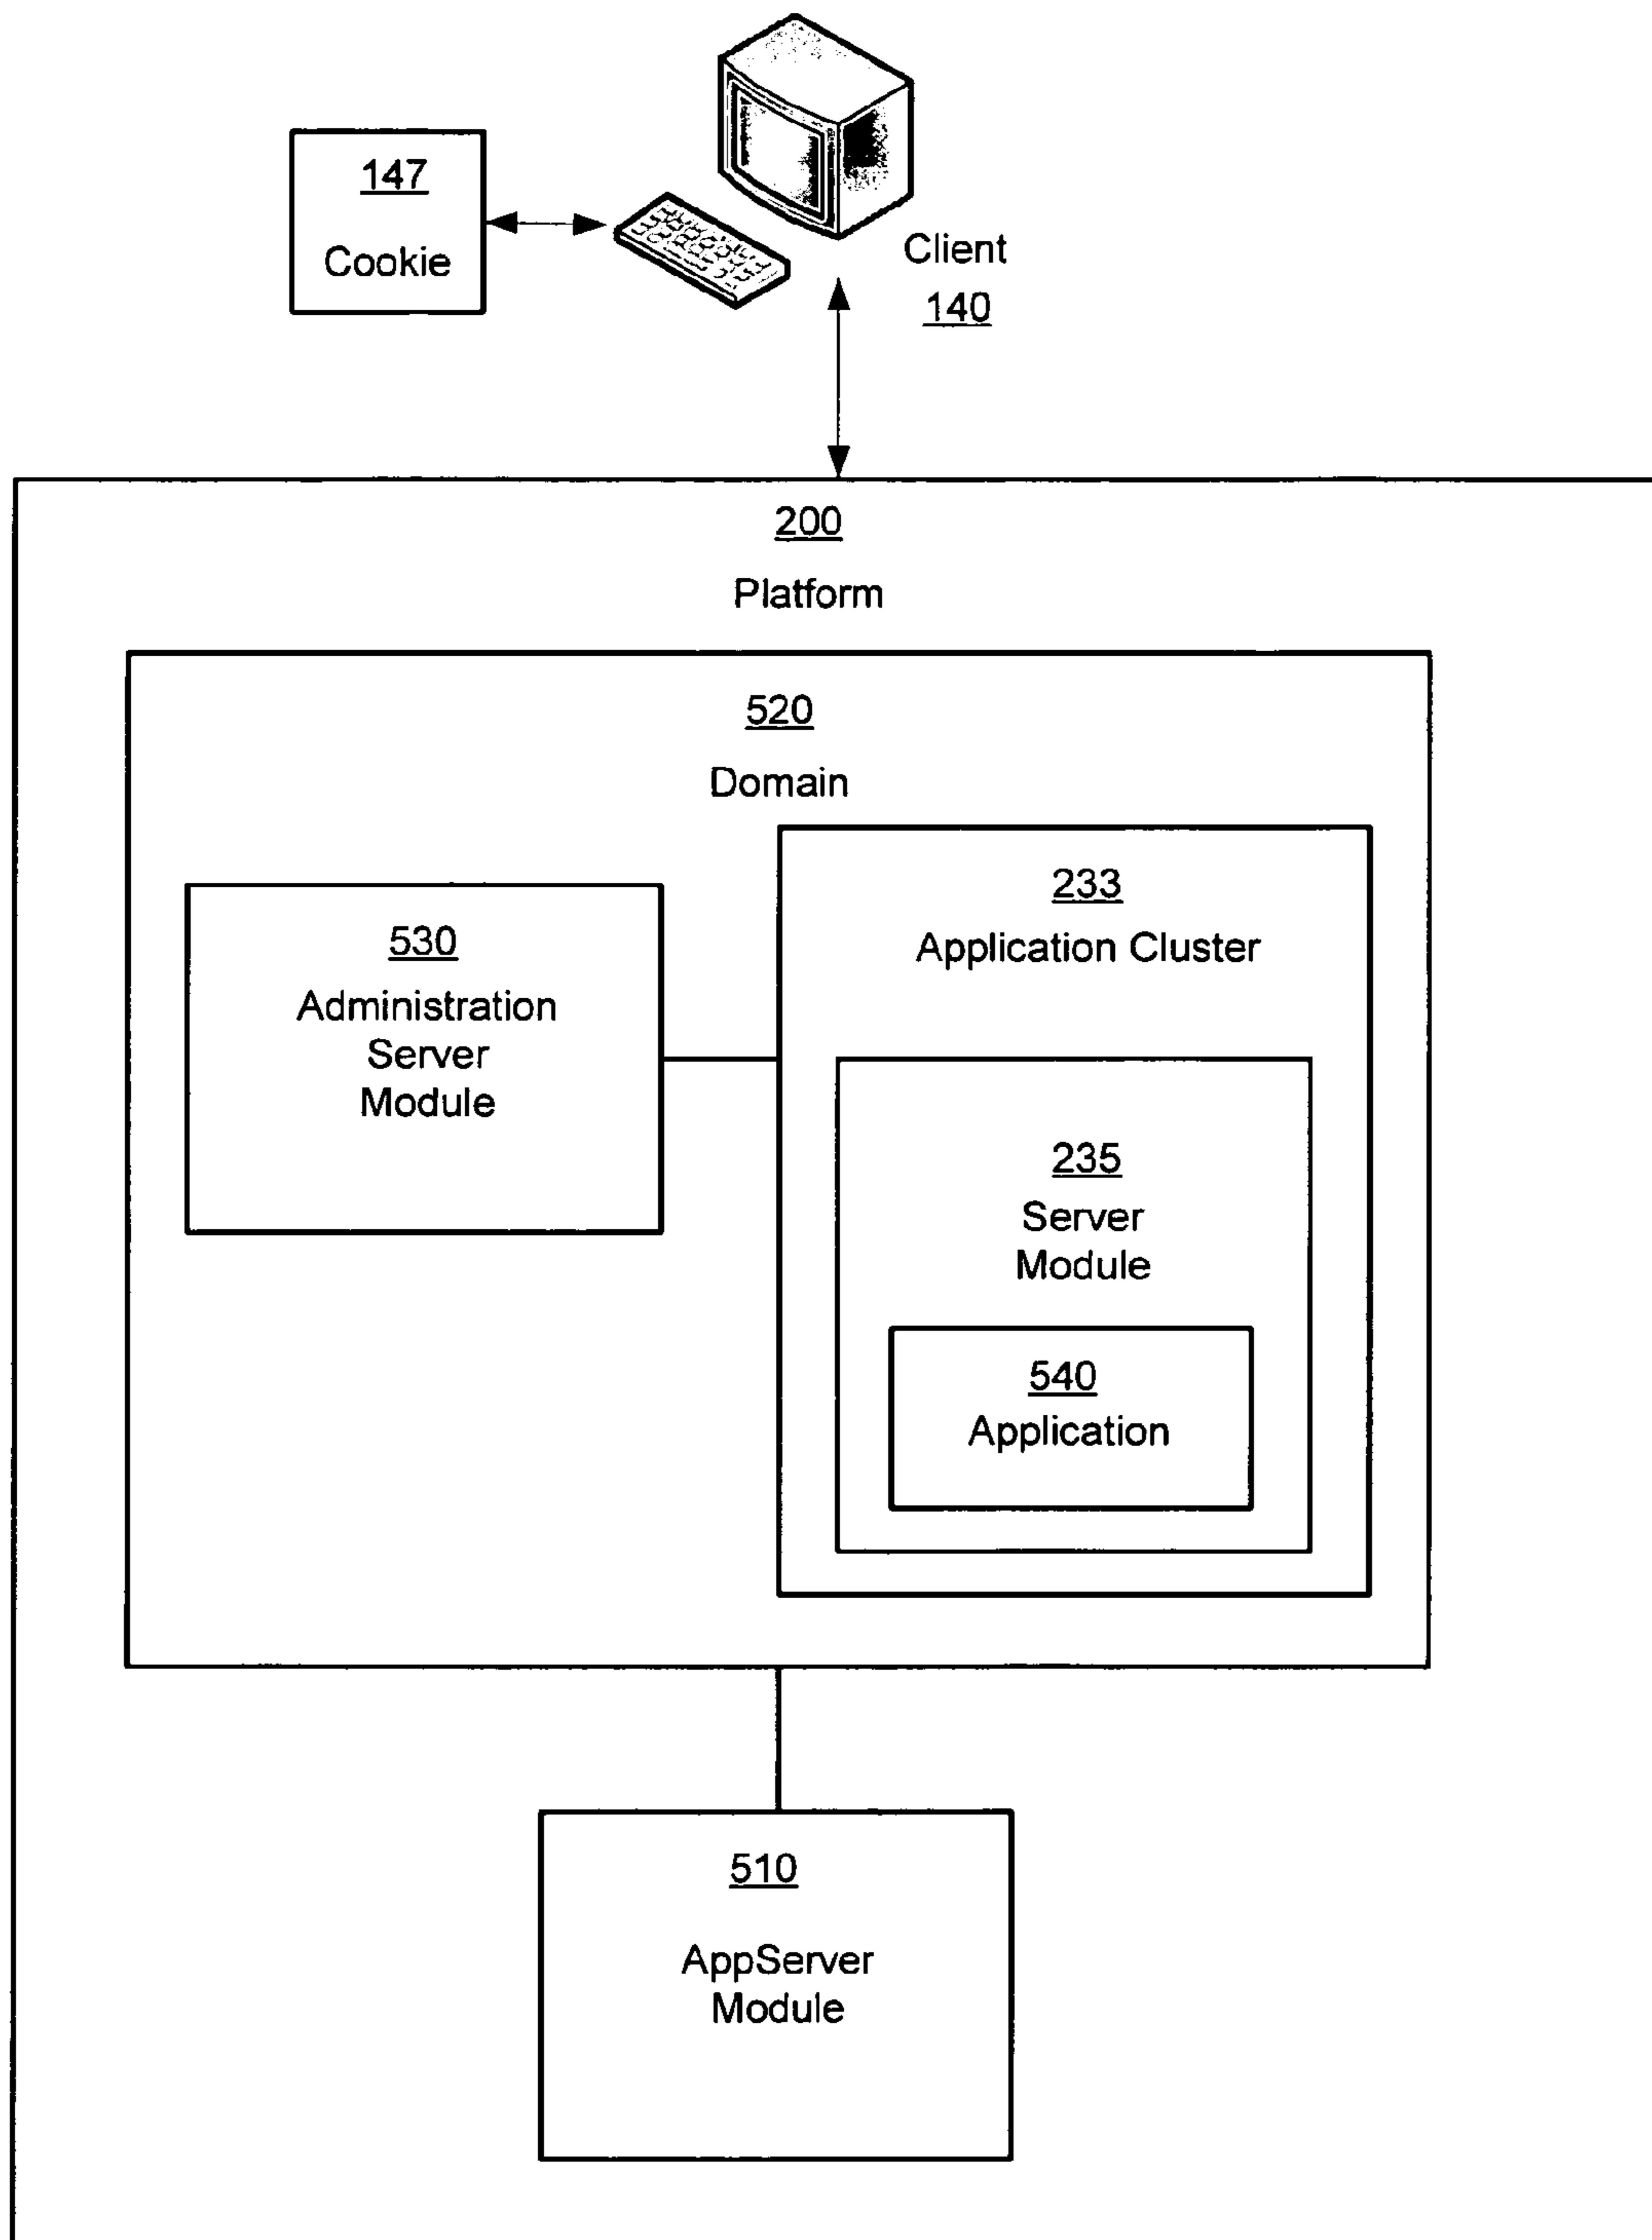 147
Cookie
Client
140
200
Platform
520
Domain
233
Application Cluster
530
Administration
Server
Module
235
Server
Module
540
Application
510
AppServer
Module